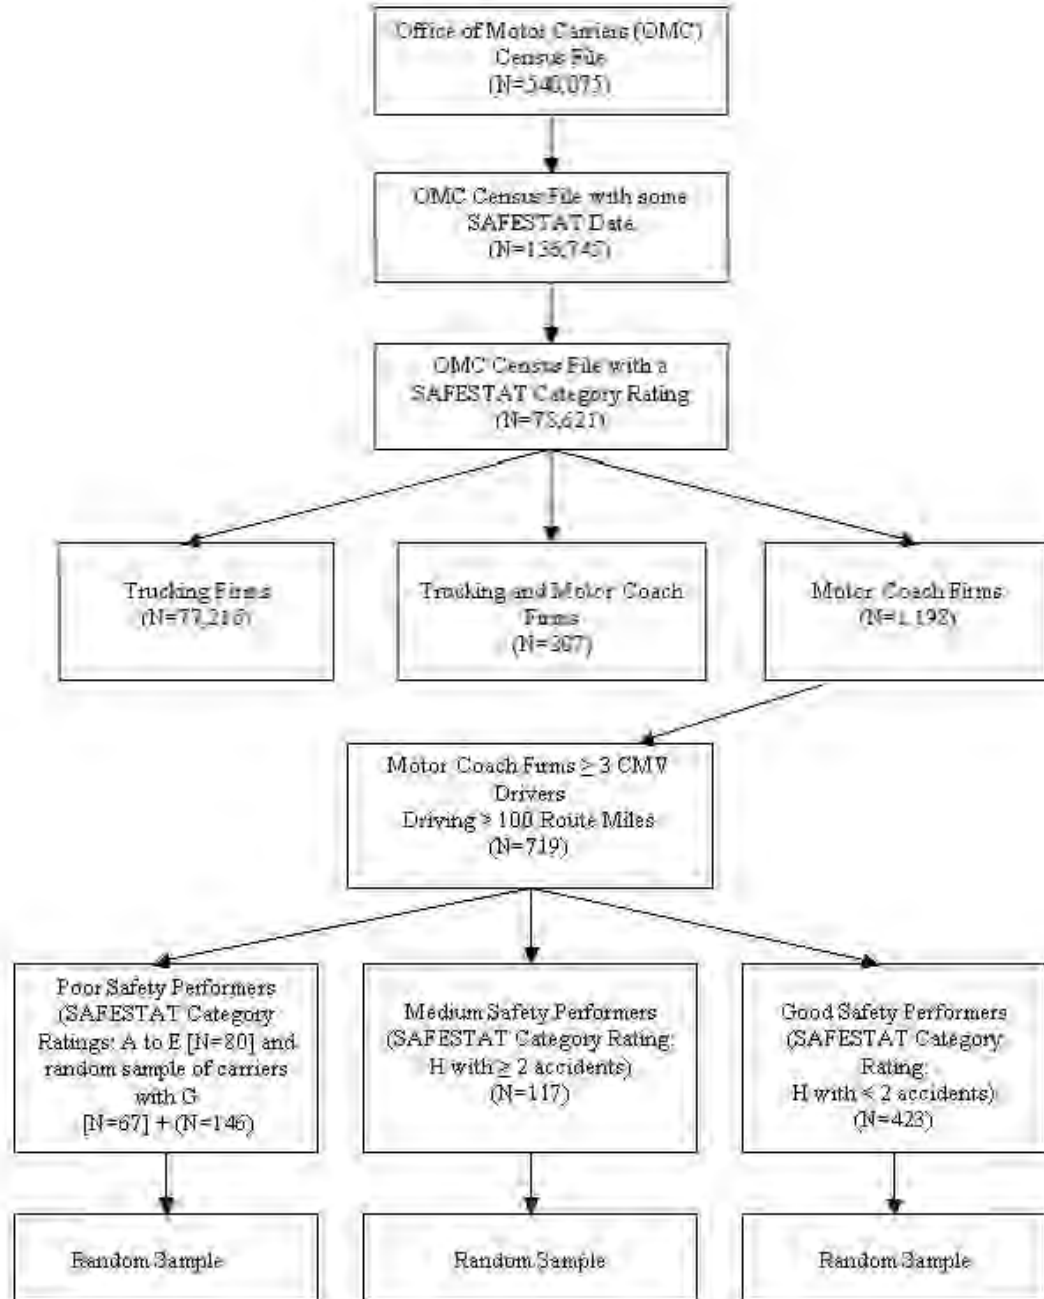 Office of Motor Carriers (OMC)
Census File
OMC Census File with some
SAFESTAT Data
OMC Census File with a
SAFESTAT Category Rating
(N=78,621)
Trucking Firms
(N=77,216)
Trucking and Motor Coach
Firms
(N=207)
Motor Coach Firms
(N=1,198)
Motor Coach Firms ≥ 3 CMV
Drivers
Driving > 100 Route Miles
(N=719)
Poor Safety Performers
(SAFESTAT Category
Ratings: A to E [N=80] and
random sample of carriers
with G
[N=67] + (N=146)
Medium Safety Performers
(SAFESTAT Category Rating:
H with ≥ 2 accidents)
(N=117)
Good Safety Performers
(SAFESTAT Category
Rating:
H with < 2 accidents)
(N=423)
Random Sample
Random Sample
Random Sample